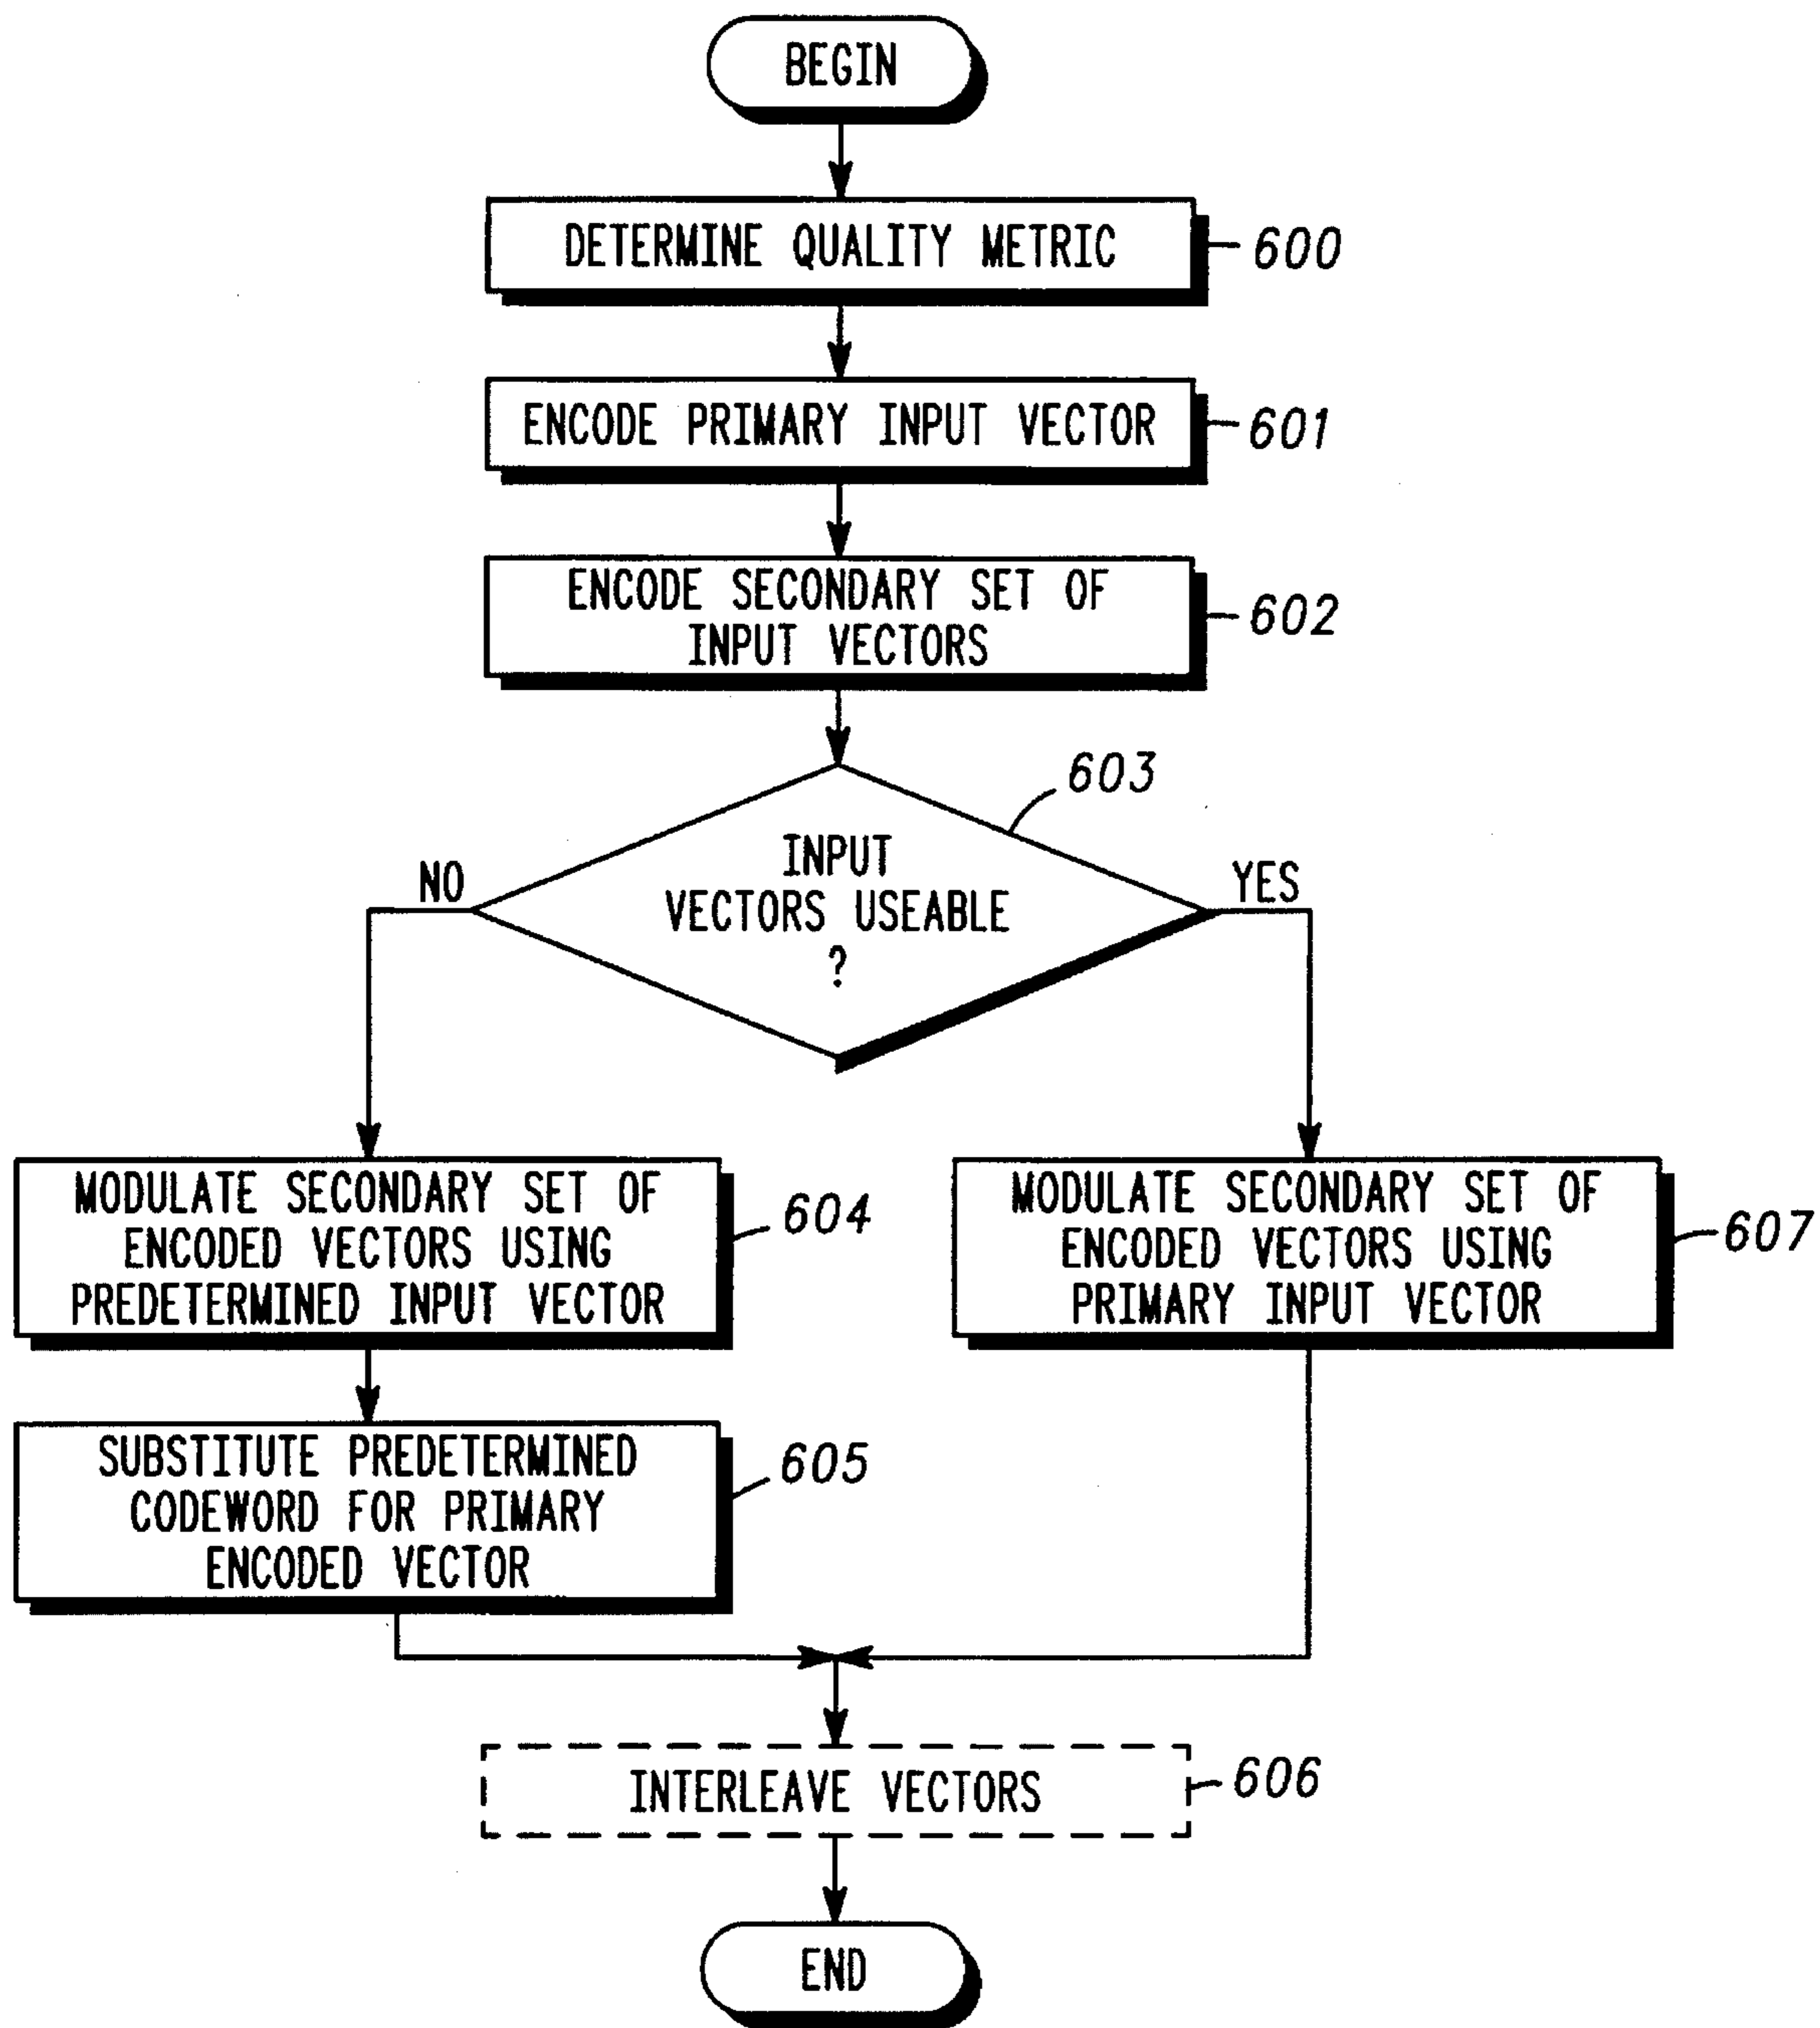 BEGIN
DETERMINE QUALITY METRIC
600
ENCODE PRIMARY INPUT VECTOR
601
ENCODE SECONDARY SET OF
INPUT VECTORS
602
603
INPUT
VECTORS USEABLE
?
NO
YES
MODULATE SECONDARY SET OF
ENCODED VECTORS USING
PREDETERMINED INPUT VECTOR
604
MODULATE SECONDARY SET OF
ENCODED VECTORS USING
PRIMARY INPUT VECTOR
607
SUBSTITUTE PREDETERMINED
CODEWORD FOR PRIMARY
ENCODED VECTOR
605
INTERLEAVE VECTORS
606
END